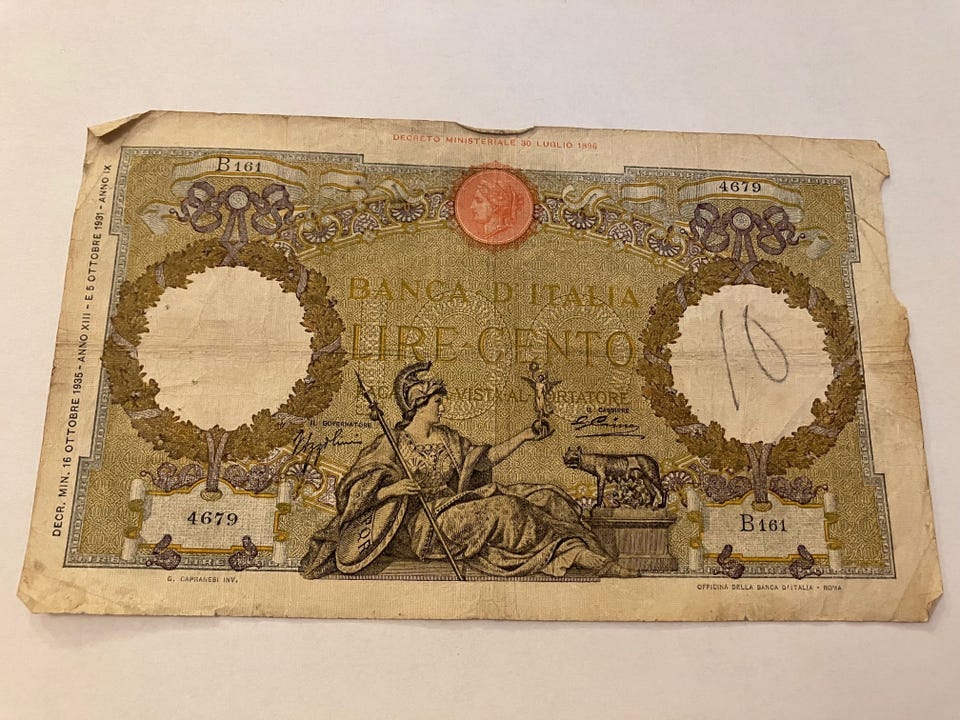 DECRETO MINISTERIALE 30 LUGLIO 1896
B161
4679
DECR. MIN. 16 OTTOBRE 1935 - ANNO XIII - E 5 OTTOBRE 1931 - ANNO IX
BANCA D'ITALIA
LIRE CENTO
10
VISTA AL PORTATORE
IL GOVERNATORE
IL CASSIERE
ROMA
4679
B161
G. CAPRANESI INV.
OFFICINA DELLA BANCA D'ITALIA - ROMA